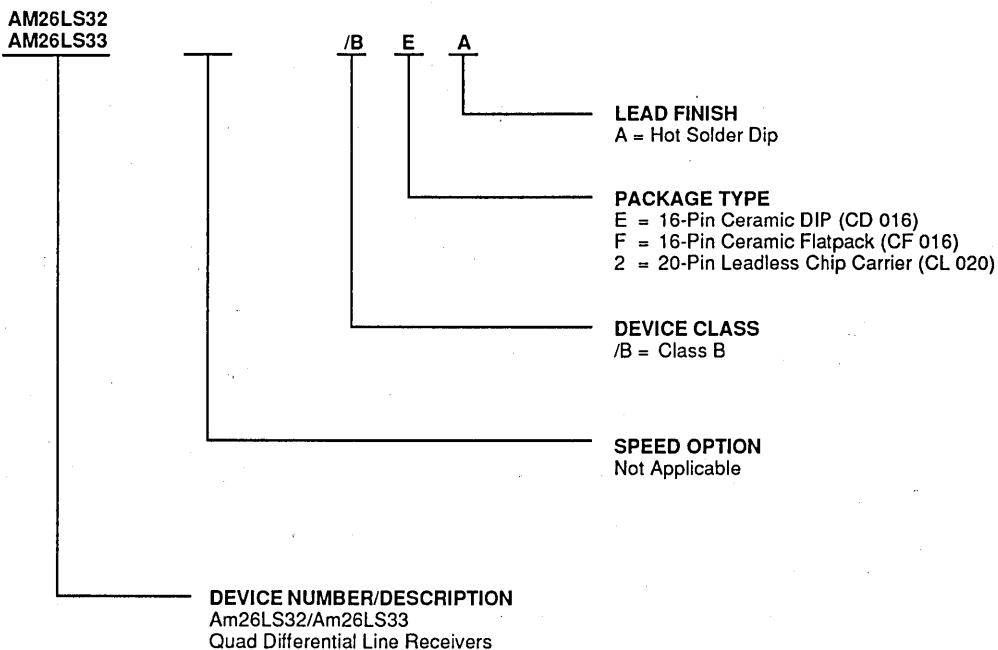 AM26LS32
AM26LS33
/B E A
LEAD FINISH
A = Hot Solder Dip
PACKAGE TYPE
E = 16-Pin Ceramic DIP (CD 016)
F = 16-Pin Ceramic Flatpack (CF 016)
2 = 20-Pin Leadless Chip Carrier (CL 020)
DEVICE CLASS
/B = Class B
SPEED OPTION
Not Applicable
DEVICE NUMBER/DESCRIPTION
Am26LS32/Am26LS33
Quad Differential Line Receivers